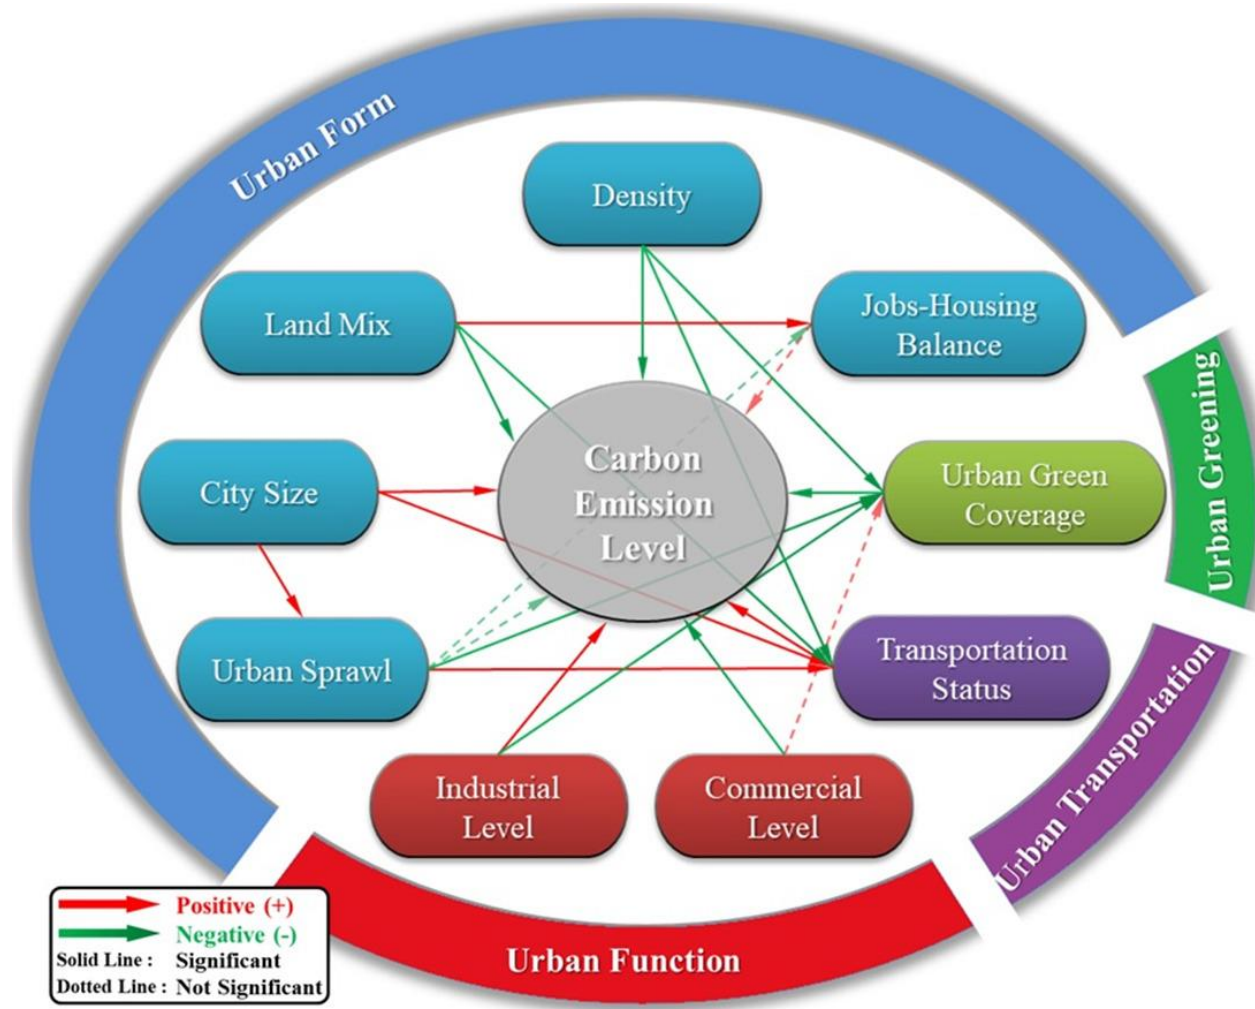 Urban Form
Density
Land Mix
Jobs-Housing
Balance
Urban Greening
Carbon
Emission
Level
City Size
Urban Green
Coverage
Urban Sprawl
Transportation
Status
Urban Transportation
Industrial
Level
Commercial
Level
Urban Function
Positive (+)
Negative (-)
Solid Line : Significant
Dotted Line : Not Significant